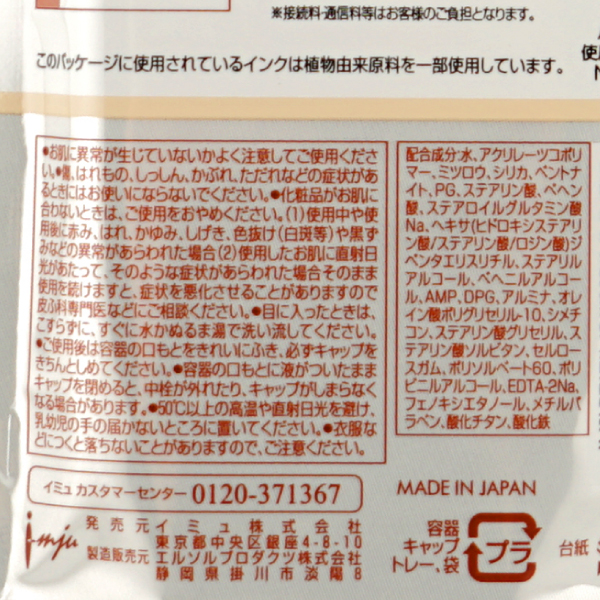 ※接続料・通信料等はお客様のご負担となります。
このパッケージに使用されているインクは植物由来原料を一部使用しています。
使
●お肌に異常が生じていないかよく注意してご使用くださ
い。●傷、はれもの、しっしん、かぶれ、ただれなどの症状があ
るときにはお使いにならないでください。●化粧品がお肌に
合わないときは、ご使用をおやめください。(1)使用中や使
用後に赤み、はれ、かゆみ、しげき、色抜け(白斑等)や黒ず
みなどの異常があらわれた場合(2)使用したお肌に直射日
光があたって、そのような症状があらわれた場合そのまま
使用を続けますと、症状を悪化させることがありますので
皮ふ科専門医などにご相談ください。●目に入ったときは、
こすらずに、すぐに水かぬるま湯で洗い流してください。
●ご使用後は容器の口もとをきれいにふき、必ずキャップを
きちんとしめてください。●容器の口もとに液がついたまま
キャップを閉めると、中栓が外れたり、キャップがしまらなく
なる場合があります。●50℃以上の高温や直射日光を避け、
乳幼児の手の届かないところに置いてください。●衣服な
どにつくと落ちないことがありますので、ご注意ください。
配合成分:水、アクリレーツコポリ
マー、ミツロウ、シリカ、ベントナ
イト、PG、ステアリン酸、ベヘン
酸、ステアロイルグルタミン酸
Na、ヘキサ(ヒドロキシステアリ
ン酸/ステアリン酸/ロジン酸)ジ
ペンタエリスリチル、ステアリル
アルコール、ベヘニルアルコー
ル、AMP、DPG、アルミナ、オレ
イン酸ポリグリセリル-10、シメチ
コン、ステアリン酸グリセリル、ス
テアリン酸ソルビタン、セルロー
スガム、ポリソルベート60、ポリ
ビニルアルコール、EDTA-2Na、
フェノキシエタノール、メチルパ
ラベン、酸化チタン、酸化鉄
イミュ カスタマーセンター 0120-371367
MADE IN JAPAN
i-mju
発売元 イミュ株式会社
東京都中央区銀座4-8-10
製造販売元 エルソルプロダクツ株式会社
静岡県掛川市淡陽8
容器
キャップ
トレー、袋
プラ
台紙